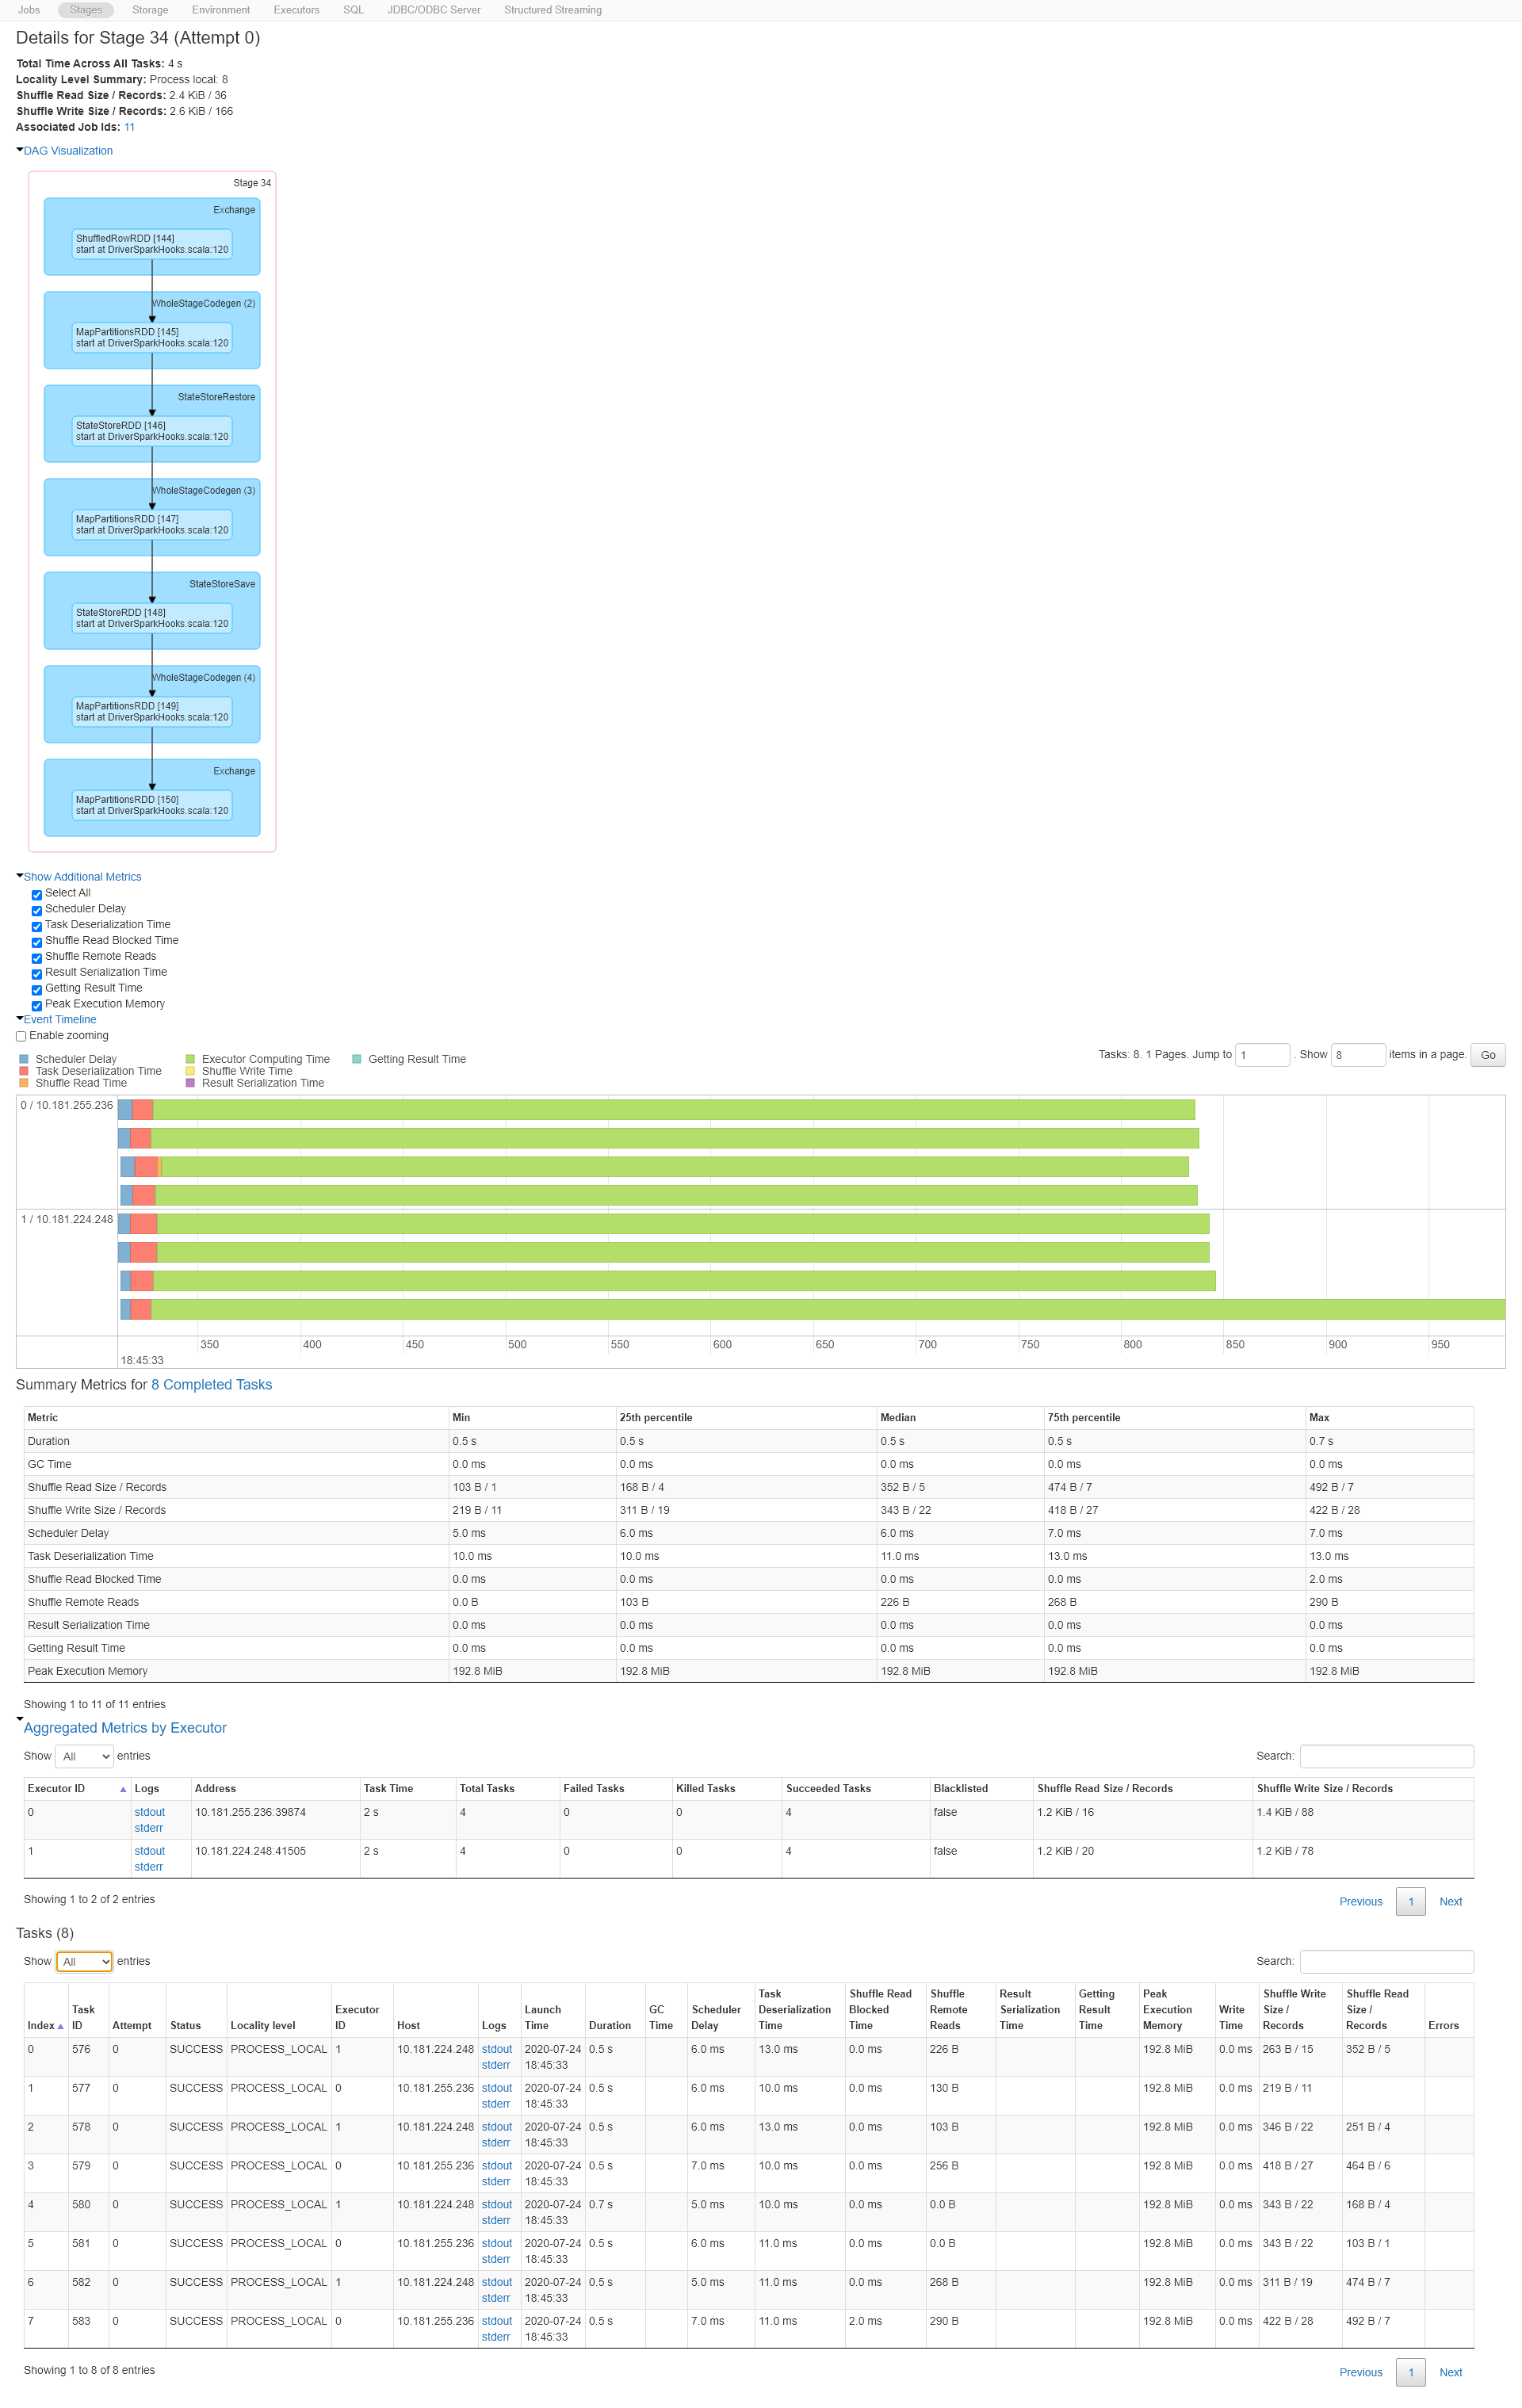 Jobs Stages Storage Environment Executors SQL JDBC/ODBC Server Structured Streaming
Details for Stage 34 (Attempt 0)
Total Time Across All Tasks: 4 s
Locality Level Summary: Process local: 8
Shuffle Read Size / Records: 2.4 KiB / 36
Shuffle Write Size / Records: 2.6 KiB / 166
Associated Job Ids: 11
DAG Visualization
Stage 34
Exchange
ShuffledRowRDD [144]
start at DriverSparkHooks.scala:120
WholeStageCodegen (2)
MapPartitionsRDD [145]
start at DriverSparkHooks.scala:120
StateStoreRestore
StateStoreRDD [146]
start at DriverSparkHooks.scala:120
WholeStageCodegen (3)
MapPartitionsRDD [147]
start at DriverSparkHooks.scala:120
StateStoreSave
StateStoreRDD [148]
start at DriverSparkHooks.scala:120
WholeStageCodegen (4)
MapPartitionsRDD [149]
start at DriverSparkHooks.scala:120
Exchange
MapPartitionsRDD [150]
start at DriverSparkHooks.scala:120
Show Additional Metrics
Select All
Scheduler Delay
Task Deserialization Time
Shuffle Read Blocked Time
Shuffle Remote Reads
Result Serialization Time
Getting Result Time
Peak Execution Memory
Event Timeline
Enable zooming
Scheduler Delay Executor Computing Time Getting Result Time
Task Deserialization Time Shuffle Write Time
Shuffle Read Time Result Serialization Time
Tasks: 8. 1 Pages. Jump to 1 . Show 8 items in a page. Go
0 / 10.181.255.236
1 / 10.181.224.248
350 400 450 500 550 600 650 700 750 800 850 900 950
18:45:33
Summary Metrics for 8 Completed Tasks
Metric Min 25th percentile Median 75th percentile Max
Duration 0.5 s 0.5 s 0.5 s 0.5 s 0.7 s
GC Time 0.0 ms 0.0 ms 0.0 ms 0.0 ms 0.0 ms
Shuffle Read Size / Records 103 B / 1 168 B / 4 352 B / 5 474 B / 7 492 B / 7
Shuffle Write Size / Records 219 B / 11 311 B / 19 343 B / 22 418 B / 27 422 B / 28
Scheduler Delay 5.0 ms 6.0 ms 6.0 ms 7.0 ms 7.0 ms
Task Deserialization Time 10.0 ms 10.0 ms 11.0 ms 13.0 ms 13.0 ms
Shuffle Read Blocked Time 0.0 ms 0.0 ms 0.0 ms 0.0 ms 2.0 ms
Shuffle Remote Reads 0.0 B 103 B 226 B 268 B 290 B
Result Serialization Time 0.0 ms 0.0 ms 0.0 ms 0.0 ms 0.0 ms
Getting Result Time 0.0 ms 0.0 ms 0.0 ms 0.0 ms 0.0 ms
Peak Execution Memory 192.8 MiB 192.8 MiB 192.8 MiB 192.8 MiB 192.8 MiB
Showing 1 to 11 of 11 entries
Aggregated Metrics by Executor
Show All entries Search:
Executor ID Logs Address Task Time Total Tasks Failed Tasks Killed Tasks Succeeded Tasks Blacklisted Shuffle Read Size / Records Shuffle Write Size / Records
0 stdout 10.181.255.236:39874 2 s 4 0 0 4 false 1.2 KiB / 16 1.4 KiB / 88
stderr
1 stdout 10.181.224.248:41505 2 s 4 0 0 4 false 1.2 KiB / 20 1.2 KiB / 78
stderr
Showing 1 to 2 of 2 entries Previous 1 Next
Tasks (8)
Show All entries Search:
Task Shuffle Read Shuffle Result Getting Peak Shuffle Write Shuffle Read
Task Executor Launch GC Scheduler Deserialization Blocked Remote Serialization Result Execution Write Size / Size /
Index ID Attempt Status Locality level ID Host Logs Time Duration Time Delay Time Time Reads Time Time Memory Time Records Records Errors
0 576 0 SUCCESS PROCESS_LOCAL 1 10.181.224.248 stdout 2020-07-24 0.5 s 6.0 ms 13.0 ms 0.0 ms 226 B 192.8 MiB 0.0 ms 263 B / 15 352 B / 5
stderr 18:45:33
1 577 0 SUCCESS PROCESS_LOCAL 0 10.181.255.236 stdout 2020-07-24 0.5 s 6.0 ms 10.0 ms 0.0 ms 130 B 192.8 MiB 0.0 ms 219 B / 11
stderr 18:45:33
2 578 0 SUCCESS PROCESS_LOCAL 1 10.181.224.248 stdout 2020-07-24 0.5 s 6.0 ms 13.0 ms 0.0 ms 103 B 192.8 MiB 0.0 ms 346 B / 22 251 B / 4
stderr 18:45:33
3 579 0 SUCCESS PROCESS_LOCAL 0 10.181.255.236 stdout 2020-07-24 0.5 s 7.0 ms 10.0 ms 0.0 ms 256 B 192.8 MiB 0.0 ms 418 B / 27 464 B / 6
stderr 18:45:33
4 580 0 SUCCESS PROCESS_LOCAL 1 10.181.224.248 stdout 2020-07-24 0.7 s 5.0 ms 10.0 ms 0.0 ms 0.0 B 192.8 MiB 0.0 ms 343 B / 22 168 B / 4
stderr 18:45:33
5 581 0 SUCCESS PROCESS_LOCAL 0 10.181.255.236 stdout 2020-07-24 0.5 s 6.0 ms 11.0 ms 0.0 ms 0.0 B 192.8 MiB 0.0 ms 343 B / 22 103 B / 1
stderr 18:45:33
6 582 0 SUCCESS PROCESS_LOCAL 1 10.181.224.248 stdout 2020-07-24 0.5 s 5.0 ms 11.0 ms 0.0 ms 268 B 192.8 MiB 0.0 ms 311 B / 19 474 B / 7
stderr 18:45:33
7 583 0 SUCCESS PROCESS_LOCAL 0 10.181.255.236 stdout 2020-07-24 0.5 s 7.0 ms 11.0 ms 2.0 ms 290 B 192.8 MiB 0.0 ms 422 B / 28 492 B / 7
stderr 18:45:33
Showing 1 to 8 of 8 entries Previous 1 Next